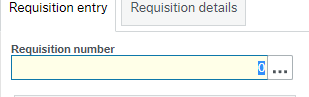 Requisition entry Requisition details
Requisition number
0 ...